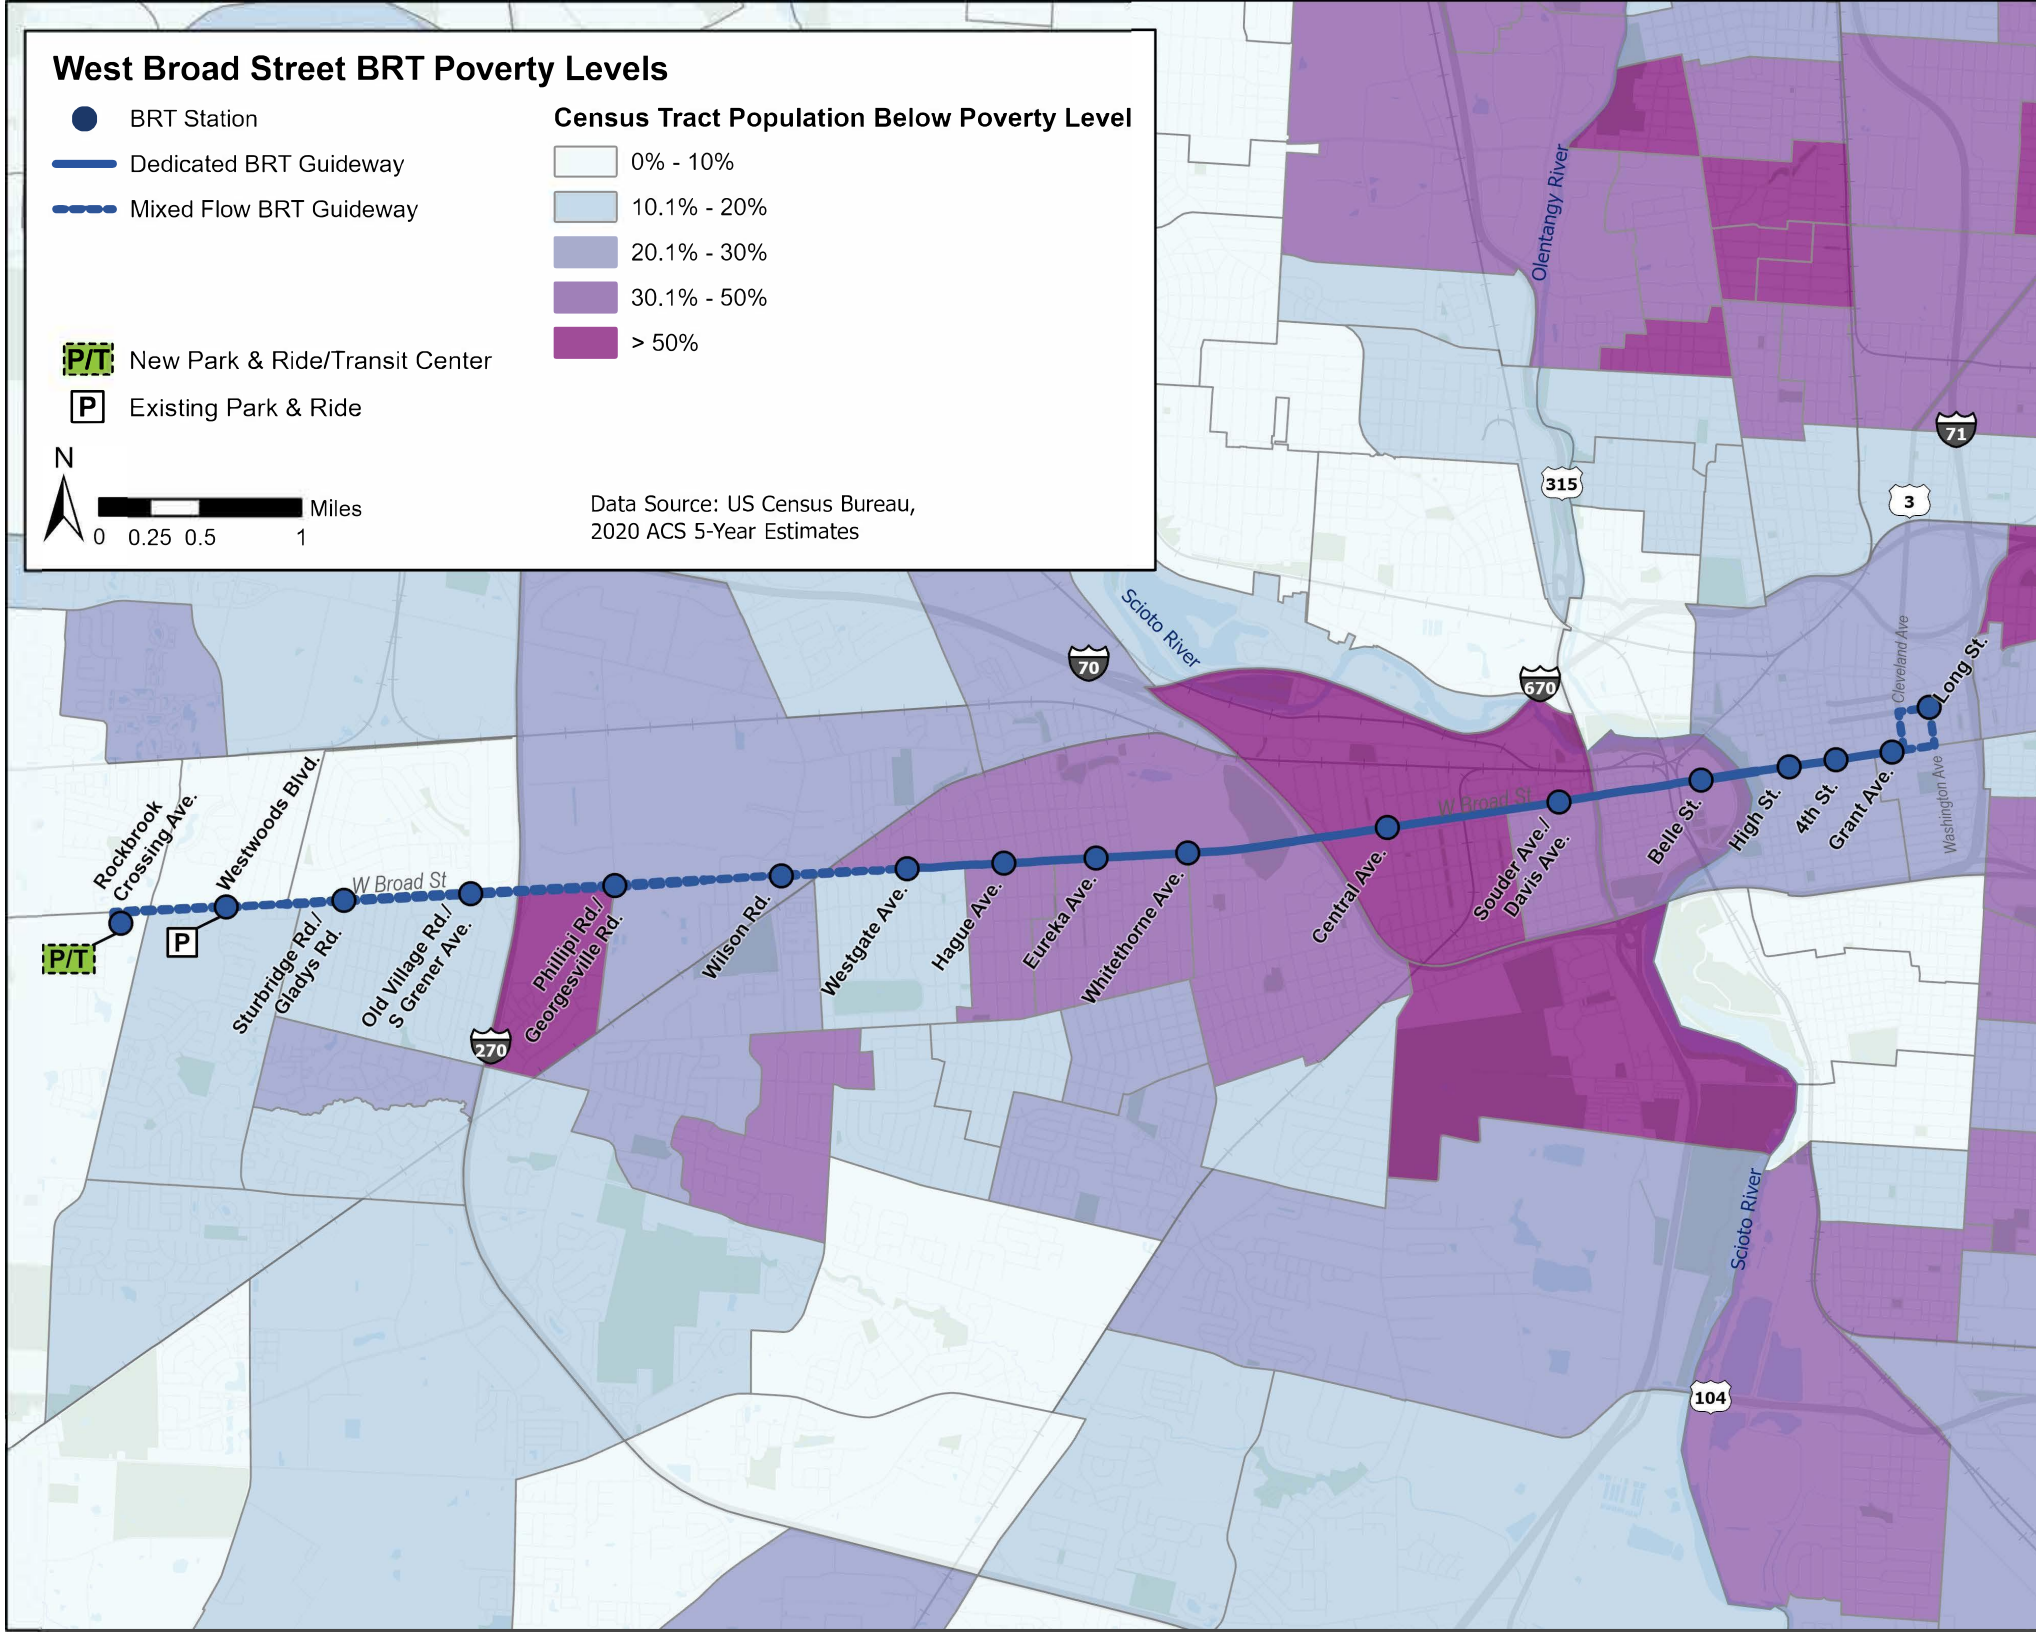 West Broad Street BRT Poverty Levels
BRT Station
Dedicated BRT Guideway
Mixed Flow BRT Guideway
P/T New Park & Ride/Transit Center
P Existing Park & Ride
Census Tract Population Below Poverty Level
0% - 10%
10.1% - 20%
20.1% - 30%
30.1% - 50%
> 50%
N
Miles
0 0.25 0.5 1
Data Source: US Census Bureau,
2020 ACS 5-Year Estimates
Olentangy River
71
315
3
Scioto River
70
670
Cleveland Ave
Long St.
Rockbrook
Crossing Ave.
Westwoods Blvd.
P/T
P
W Broad St
Sturbridge Rd./
Gladys Rd.
Old Village Rd./
S Grener Ave.
270
Phillipi Rd./
Georgesville Rd.
Wilson Rd.
Westgate Ave.
Hague Ave.
Eureka Ave.
Whitethorne Ave.
Central Ave.
W Broad St
Souder Ave./
Davis Ave.
Belle St.
High St.
4th St.
Grant Ave.
Washington Ave
Scioto River
104